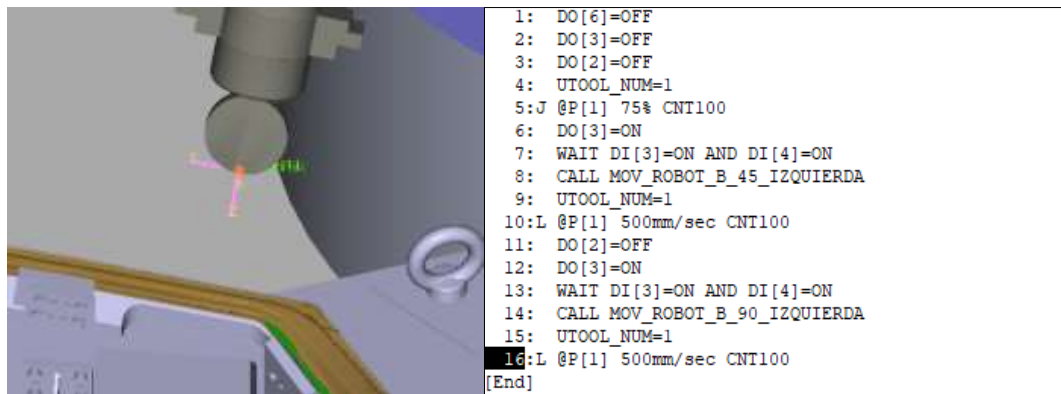 1: DO[6]=OFF
2: DO[3]=OFF
3: DO[2]=OFF
4: UTOOL_NUM=1
5:J @P[1] 75% CNT100
6: DO[3]=ON
7: WAIT DI[3]=ON AND DI[4]=ON
8: CALL MOV_ROBOT_B_45_IZQUIERDA
9: UTOOL_NUM=1
10:L @P[1] 500mm/sec CNT100
11: DO[2]=OFF
12: DO[3]=ON
13: WAIT DI[3]=ON AND DI[4]=ON
14: CALL MOV_ROBOT_B_90_IZQUIERDA
15: UTOOL_NUM=1
16:L @P[1] 500mm/sec CNT100
[End]